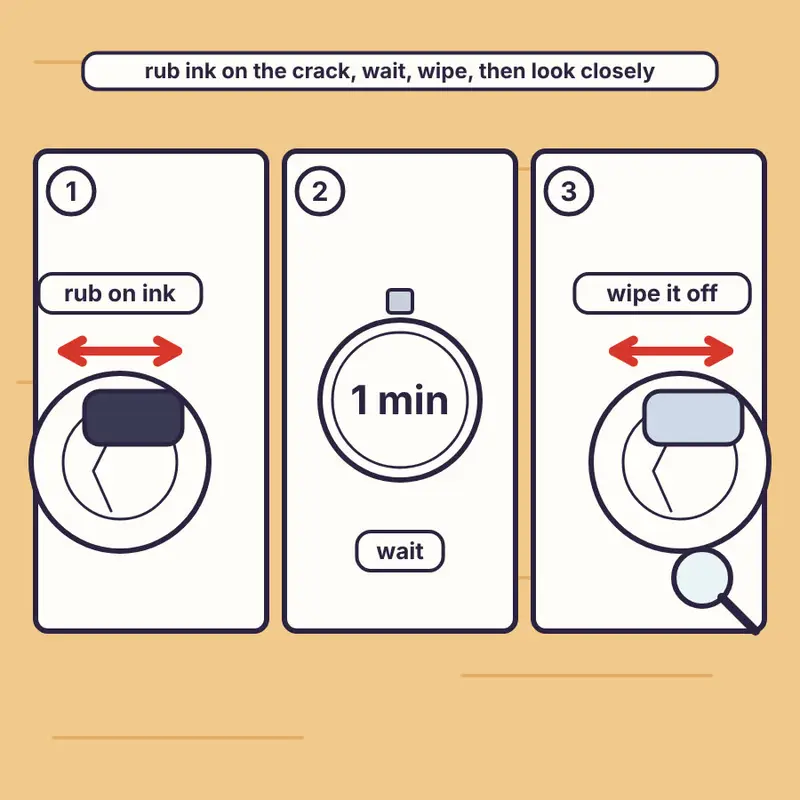 rub ink on the crack, wait, wipe, then look closely
1
rub on ink
2
1 min
wait
3
wipe it off